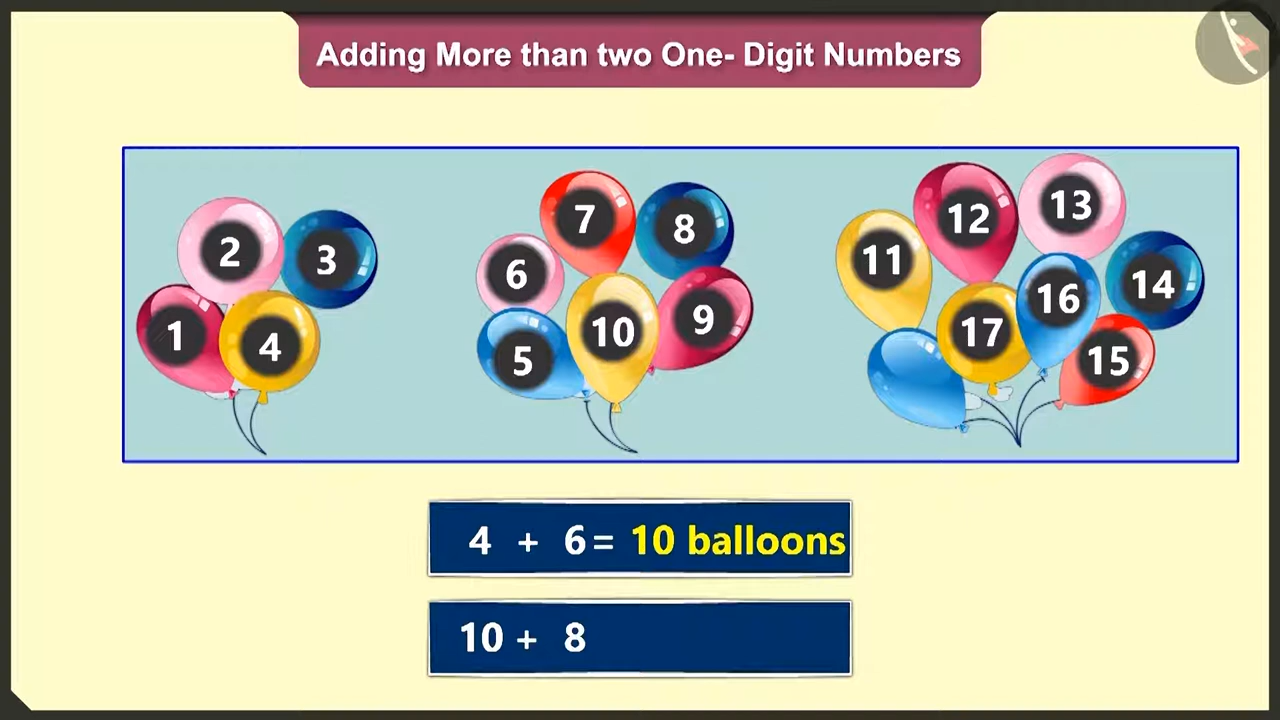 Adding More than two One- Digit Numbers
2 3
1 4
7 8
6 10 9
5
12 13
11 16 14
17 15
4 + 6 = 10 balloons
10 + 8